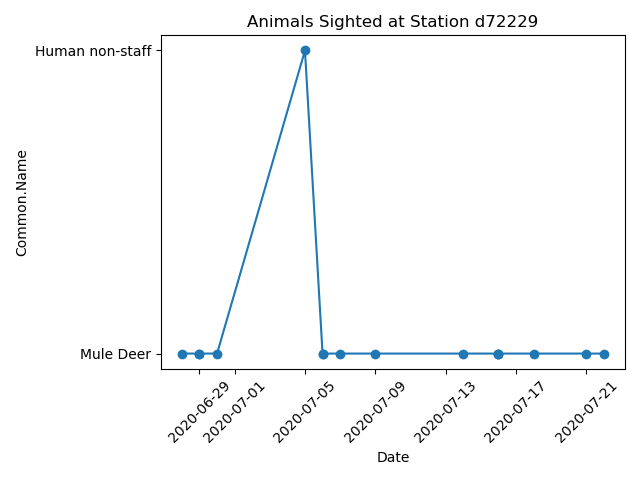 Animals Sighted at Station d72229
Human non-staff
Common.Name
Mule Deer
2020-06-29
2020-07-01
2020-07-05
2020-07-09
2020-07-13
2020-07-17
2020-07-21
Date